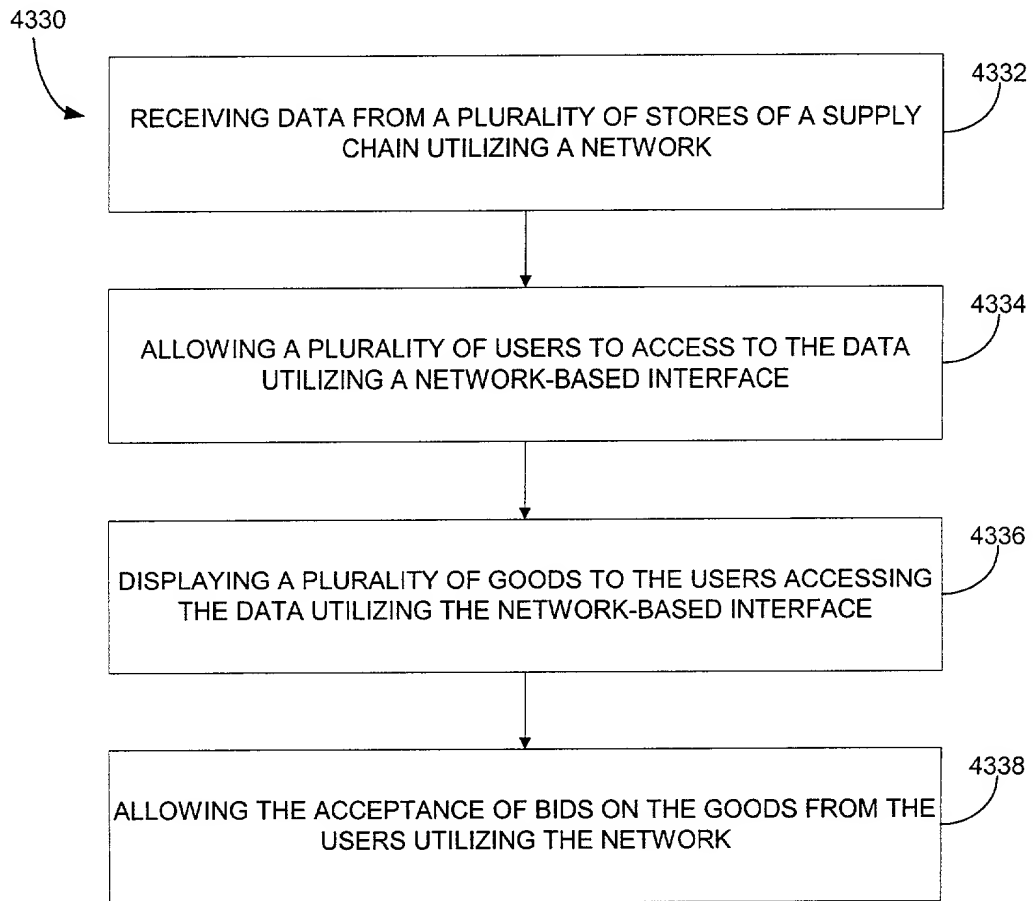 4330
4332
RECEIVING DATA FROM A PLURALITY OF STORES OF A SUPPLY
CHAIN UTILIZING A NETWORK
4334
ALLOWING A PLURALITY OF USERS TO ACCESS TO THE DATA
UTILIZING A NETWORK-BASED INTERFACE
4336
DISPLAYING A PLURALITY OF GOODS TO THE USERS ACCESSING
THE DATA UTILIZING THE NETWORK-BASED INTERFACE
4338
ALLOWING THE ACCEPTANCE OF BIDS ON THE GOODS FROM THE
USERS UTILIZING THE NETWORK